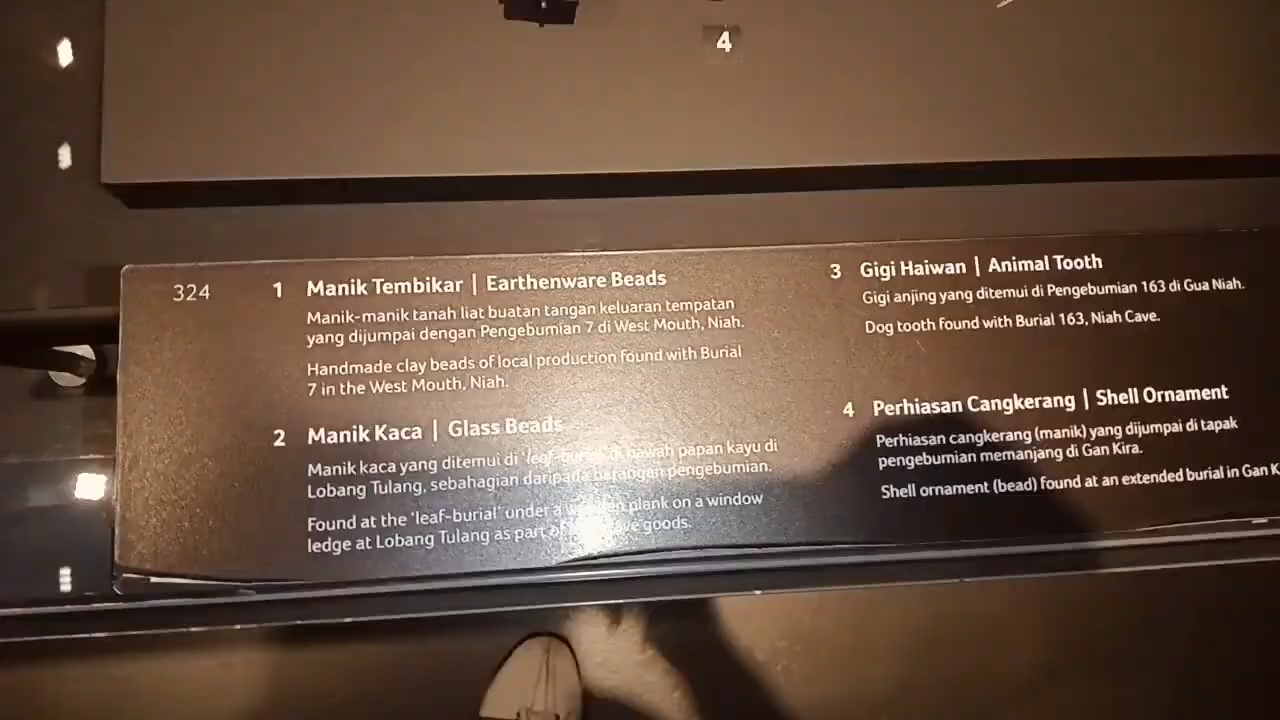 4
324
1 Manik Tembikar | Earthenware Beads
Manik-manik tanah liat buatan tangan keluaran tempatan
yang dijumpai dengan Pengebumian 7 di West Mouth, Niah.
Handmade clay beads of local production found with Burial
7 in the West Mouth, Niah.
2 Manik Kaca | Glass Beads
Manik kaca yang ditemui di 'leaf-burial' di bawah papan kayu di
Lobang Tulang, sebahagian daripada barangan pengebumian.
Found at the 'leaf-burial' under a plank on a window
ledge at Lobang Tulang as part of goods.
3 Gigi Haiwan | Animal Tooth
Gigi anjing yang ditemui di Pengebumian 163 di Gua Niah.
Dog tooth found with Burial 163, Niah Cave.
4 Perhiasan Cangkerang | Shell Ornament
Perhiasan cangkerang (manik) yang dijumpai di tapak
pengebumian memanjang di Gan Kira.
Shell ornament (bead) found at an extended burial in Gan